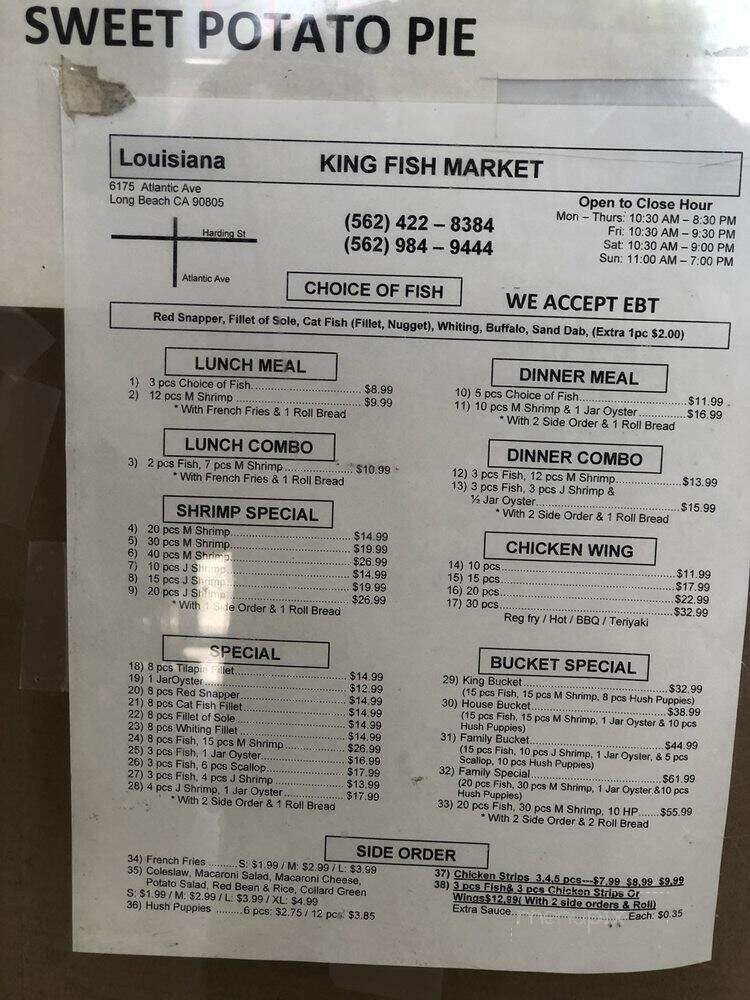 SWEET POTATO PIE
Louisiana KING FISH MARKET
6175 Atlantic Ave
Long Beach CA 90805
Harding St
Atlantic Ave
(562) 422 – 8384
(562) 984 – 9444
Open to Close Hour
Mon – Thurs: 10:30 AM – 8:30 PM
Fri: 10:30 AM – 9:30 PM
Sat: 10:30 AM – 9:00 PM
Sun: 11:00 AM – 7:00 PM
CHOICE OF FISH
WE ACCEPT EBT
Red Snapper, Fillet of Sole, Cat Fish (Fillet, Nugget), Whiting, Buffalo, Sand Dab, (Extra 1pc $2.00)
LUNCH MEAL
1) 3 pcs Choice of Fish..................$8.99
2) 12 pcs M Shrimp..................$9.99
* With French Fries & 1 Roll Bread
LUNCH COMBO
3) 2 pcs Fish, 7 pcs M Shrimp..................$10.99
* With French Fries & 1 Roll Bread
SHRIMP SPECIAL
4) 20 pcs M Shrimp..................$14.99
5) 30 pcs M Shrimp..................$19.99
6) 40 pcs M Shrimp..................$26.99
7) 10 pcs J Shrimp..................$14.99
8) 15 pcs J Shrimp..................$19.99
9) 20 pcs J Shrimp..................$26.99
* With 1 Side Order & 1 Roll Bread
SPECIAL
18) 8 pcs Tilapia Fillet..................$14.99
19) 1 JarOyster..................$12.99
20) 8 pcs Red Snapper..................$14.99
21) 8 pcs Cat Fish Fillet..................$14.99
22) 8 pcs Fillet of Sole..................$14.99
23) 8 pcs Whiting Fillet..................$14.99
24) 8 pcs Fish, 15 pcs M Shrimp..................$26.99
25) 3 pcs Fish, 1 Jar Oyster..................$16.99
26) 3 pcs Fish, 6 pcs Scallop..................$17.99
27) 3 pcs Fish, 4 pcs J Shrimp..................$13.99
28) 4 pcs J Shrimp, 1 Jar Oyster..................$17.99
* With 2 Side Order & 1 Roll Bread
DINNER MEAL
10) 5 pcs Choice of Fish..................$11.99
11) 10 pcs M Shrimp & 1 Jar Oyster..................$16.99
* With 2 Side Order & 1 Roll Bread
DINNER COMBO
12) 3 pcs Fish, 12 pcs M Shrimp..................$13.99
13) 3 pcs Fish, 3 pcs J Shrimp &
½ Jar Oyster..................$15.99
* With 2 Side Order & 1 Roll Bread
CHICKEN WING
14) 10 pcs..................$11.99
15) 15 pcs..................$17.99
16) 20 pcs..................$22.99
17) 30 pcs..................$32.99
Reg fry / Hot / BBQ / Teriyaki
BUCKET SPECIAL
29) King Bucket..................$32.99
(15 pcs Fish, 15 pcs M Shrimp, 8 pcs Hush Puppies)
30) House Bucket..................$38.99
(15 pcs Fish, 15 pcs M Shrimp, 1 Jar Oyster & 10 pcs
Hush Puppies)
31) Family Bucket..................$44.99
(15 pcs Fish, 10 pcs J Shrimp, 1 Jar Oyster, & 5 pcs
Scallop, 10 pcs Hush Puppies)
32) Family Special..................$61.99
(20 pcs Fish, 30 pcs M Shrimp, 1 Jar Oyster,&10 pcs
Hush Puppies)
33) 20 pcs Fish, 30 pcs M Shrimp, 10 HP......$55.99
* With 2 Side Order & 2 Roll Bread
SIDE ORDER
34) French Fries ..........S: $1.99 / M: $2.99 / L: $3.99
35) Coleslaw, Macaroni Salad, Macaroni Cheese,
Potato Salad, Red Bean & Rice, Collard Green
S: $1.99 / M: $2.99 / L: $3.99 / XL: $4.99
36) Hush Puppies .........6 pcs: $2.75 / 12 pcs: $3.85
37) Chicken Strips 3,4,5 pcs---$7,99 $8,99 $9,99
38) 3 pcs Fish& 3 pcs Chicken Strips Or
Wings$12,99( With 2 side orders & Roll)
Extra Sauce..................Each: $0.35